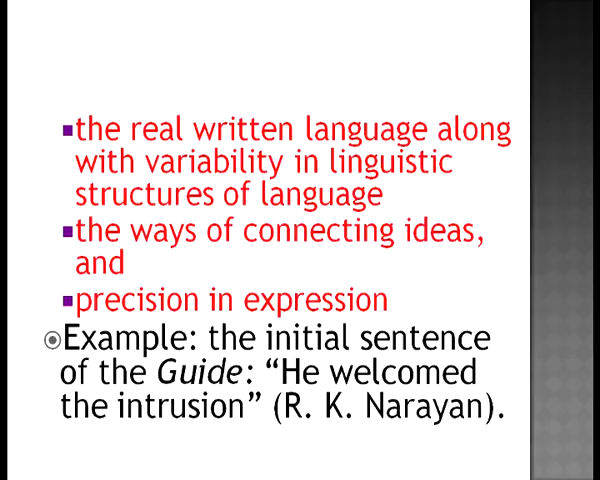 the real written language along
with variability in linguistic
structures of language
the ways of connecting ideas,
and
precision in expression
Example: the initial sentence
of the Guide: “He welcomed
the intrusion” (R. K. Narayan).